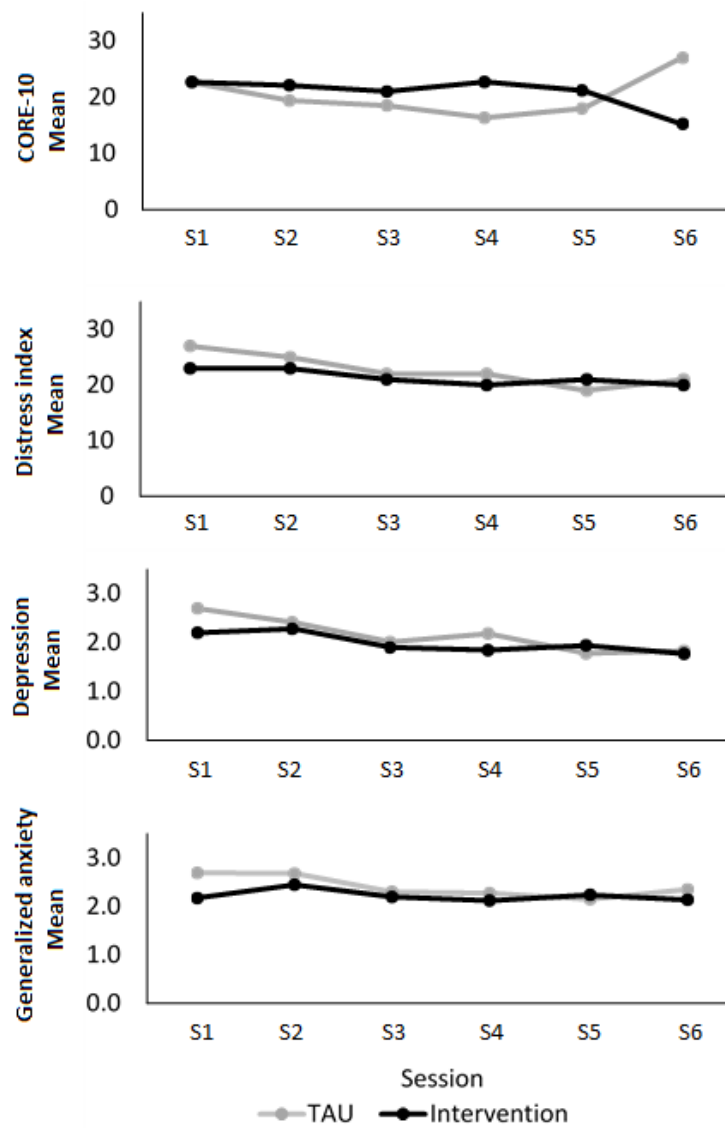 CORE-10
Mean
30
20
10
0
S1 S2 S3 S4 S5 S6
Distress index
Mean
30
20
10
0
S1 S2 S3 S4 S5 S6
Depression
Mean
3.0
2.0
1.0
0.0
S1 S2 S3 S4 S5 S6
Generalized anxiety
Mean
3.0
2.0
1.0
0.0
S1 S2 S3 S4 S5 S6
Session
TAU Intervention